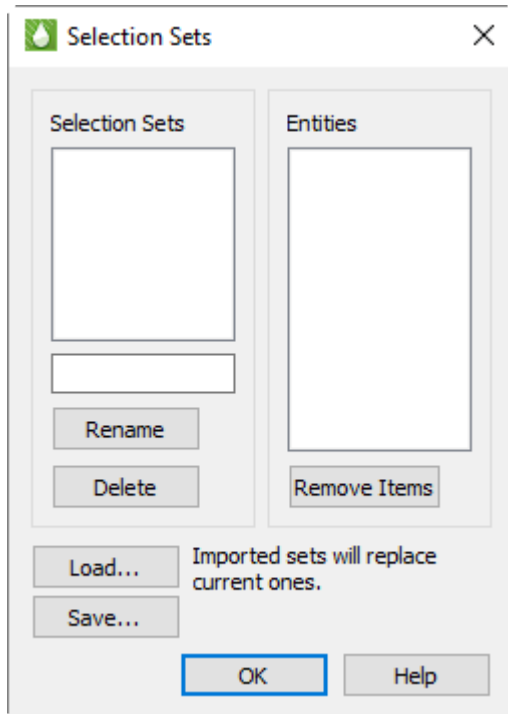 Selection Sets
Selection Sets
Entities
Rename
Delete
Remove Items
Load...
Imported sets will replace
current ones.
Save...
OK
Help